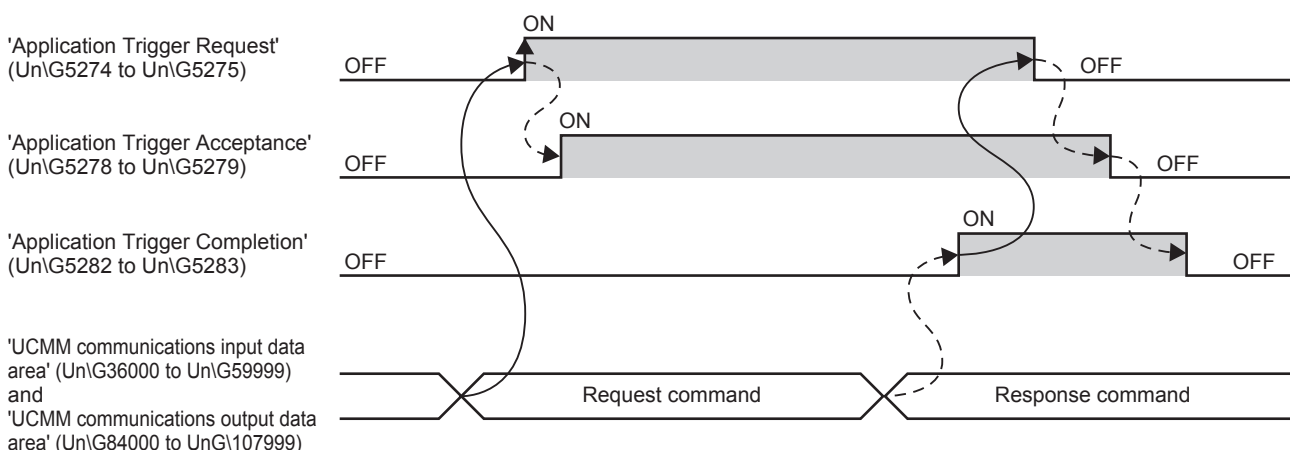 ON
'Application Trigger Request'
(Un\G5274 to Un\G5275)
OFF
OFF
ON
'Application Trigger Acceptance'
(Un\G5278 to Un\G5279)
OFF
OFF
ON
'Application Trigger Completion'
(Un\G5282 to Un\G5283)
OFF
OFF
'UCMM communications input data
area' (Un\G36000 to Un\G59999)
and
'UCMM communications output data
area' (Un\G84000 to UnG\107999)
Request command
Response command